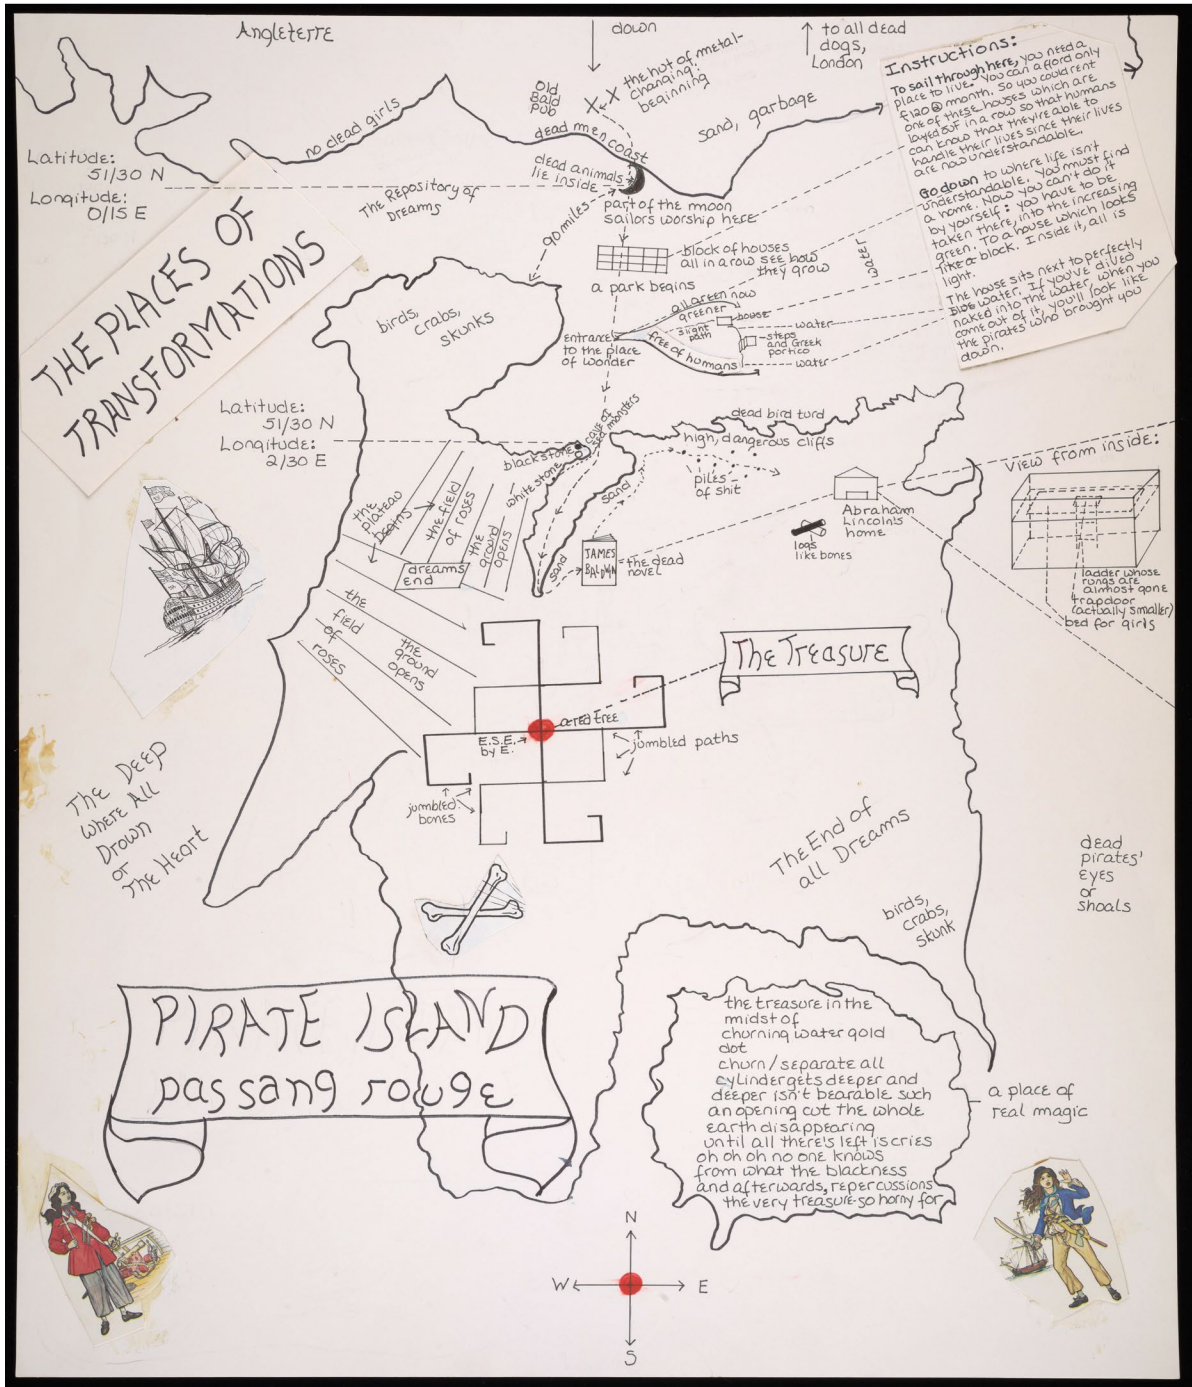 Angleterre
down
to all dead
dogs,
London
the hut of metal-
changing:
beginning
X ← X
Old
Bald
Pub
no clead girls
dead men coast
sand, garbage
Instructions:
To sail through here, you need a
place to live. You can afford only
£120 @ month. So you could rent
one of these houses which are
layed out in a row so that humans
can know that they're able to
handle their lives since their lives
are now understandable.
Go down to where life isn't
understandable. You must find
a home. Now you can't do it
by yourself: you have to be
taken there, into the increasing
green. To a house which looks
like a block. Inside it, all is
light.
The house sits next to perfectly
blue water. If you've dived
naked into the water, when you
come out of it, you'll look like
the pirates who brought you
down.
Latitude:
51/30 N
Longitude:
0/15 E
The Repository of
Dreams
dead animals
lie inside
part of the moon
sailors worship here
90 miles
THE PLACES OF
TRANSFORMATIONS
block of houses
all in a row see how
they grow
water
a park begins
all green now
greener
house
3 light
path
water
entrance
to the place
of wonder
steps
and Greek
portico
free of humans
water
birds,
crabs,
skunks
Latitude:
51/30 N
Longitude:
2/30 E
cave of
sea monsters
black stone
white stone
dead bird turd
high, dangerous cliffs
piles
of shit
sand
sand
View from inside:
ladder whose
rungs are
almost gone
trapdoor
(actually smaller)
bed for girls
Abraham
Lincoln's
home
logs
like bones
JAMES
BALDWIN
=the dead
novel
the
plateau
begins
the field
of roses
the
ground
opens
dreams
end
the
field
of
roses
the
ground
opens
The Treasure
a red tree
E.S.E.
by E.
jumbled paths
jumbled
bones
The Deep
Where All
Drown
or
The Heart
The End of
all Dreams
dead
pirates'
eyes
or
shoals
birds,
crabs,
skunk
PIRATE ISLAND
passang rouge
the treasure in the
midst of
churning water gold
dot
churn/separate all
cylinder gets deeper and
deeper isn't bearable such
an opening cut the whole
earth disappearing
until all there's left is cries
oh oh oh no one knows
from what the blackness
and afterwards, repercussions
the very treasure-so horny for
a place of
real magic
N
W
E
S